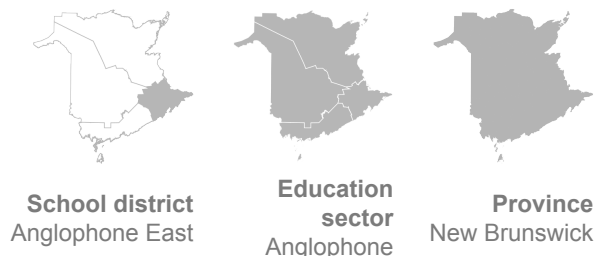 School district
Anglophone East
Education
sector
Anglophone
Province
New Brunswick